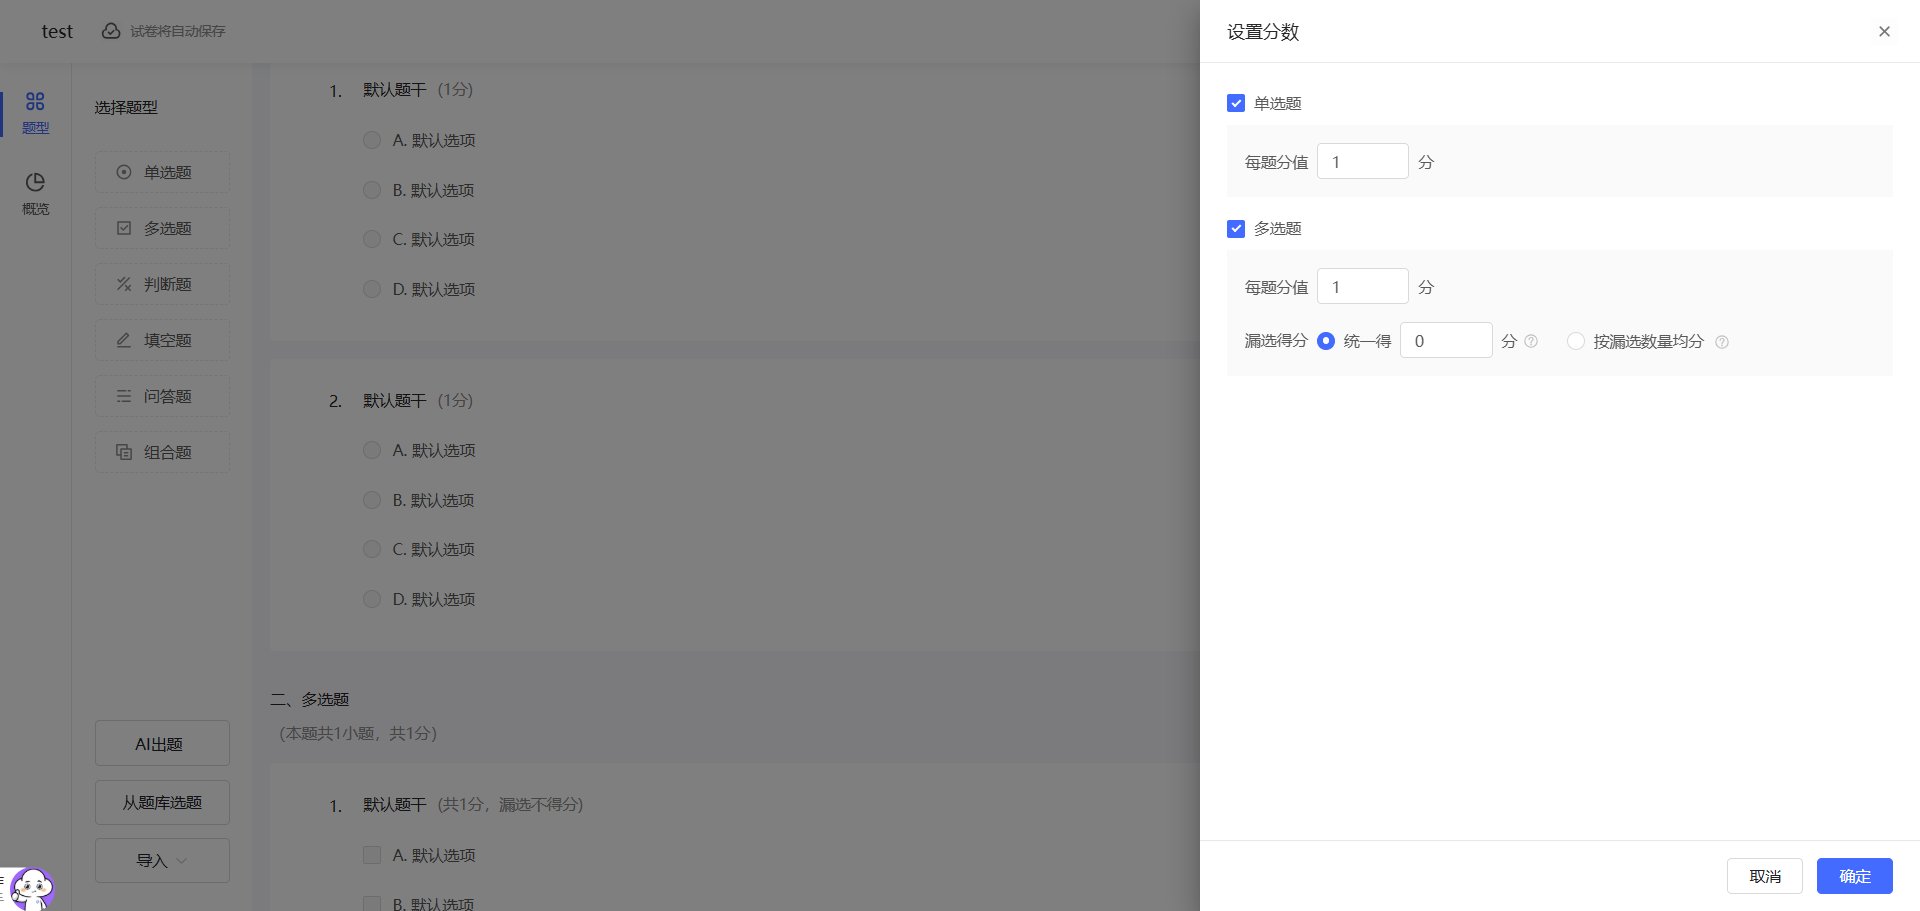 test
试卷将自动保存
题型
概览
选择题型
单选题
多选题
判断题
填空题
问答题
组合题
AI出题
从题库选题
导入
1. 默认题干 (1分)
A. 默认选项
B. 默认选项
C. 默认选项
D. 默认选项
2. 默认题干 (1分)
A. 默认选项
B. 默认选项
C. 默认选项
D. 默认选项
二、多选题
(本题共1小题，共1分)
1. 默认题干 (共1分，漏选不得分)
A. 默认选项
B. 默认选项
设置分数
单选题
每题分值 1 分
多选题
每题分值 1 分
漏选得分 统一得 0 分 按漏选数量均分
取消
确定